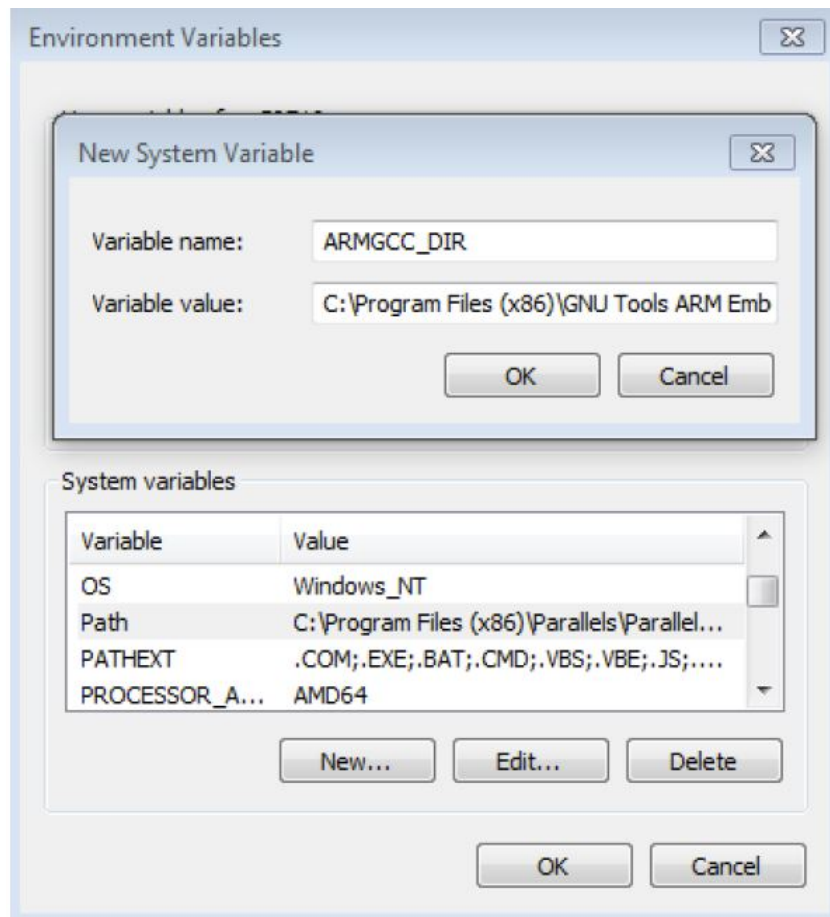 Environment Variables
New System Variable
Variable name: ARMGCC_DIR
Variable value: C:\Program Files (x86)\GNU Tools ARM Emb
OK Cancel
System variables
Variable Value
OS Windows_NT
Path C:\Program Files (x86)\Parallels\Parallel...
PATHEXT .COM;.EXE;.BAT;.CMD;.VBS;.VBE;.JS;....
PROCESSOR_A... AMD64
New... Edit... Delete
OK Cancel